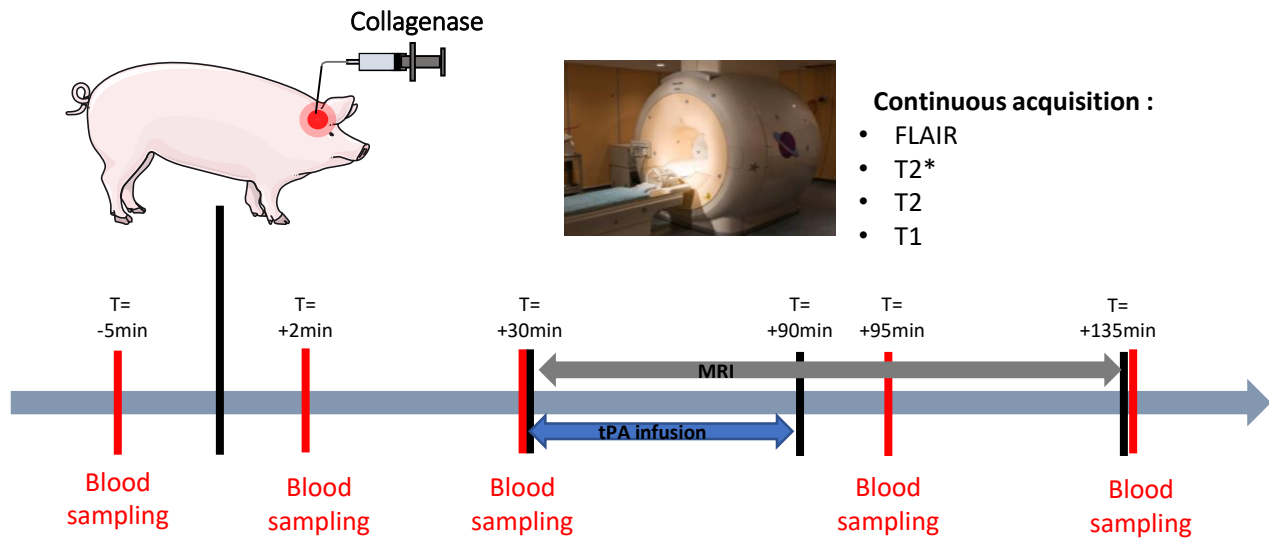 Collagenase
Continuous acquisition :
• FLAIR
• T2*
• T2
• T1
T=
-5min
T=
+2min
T=
+30min
T=
+90min
T=
+95min
T=
+135min
MRI
tPA infusion
Blood
sampling
Blood
sampling
Blood
sampling
Blood
sampling
Blood
sampling